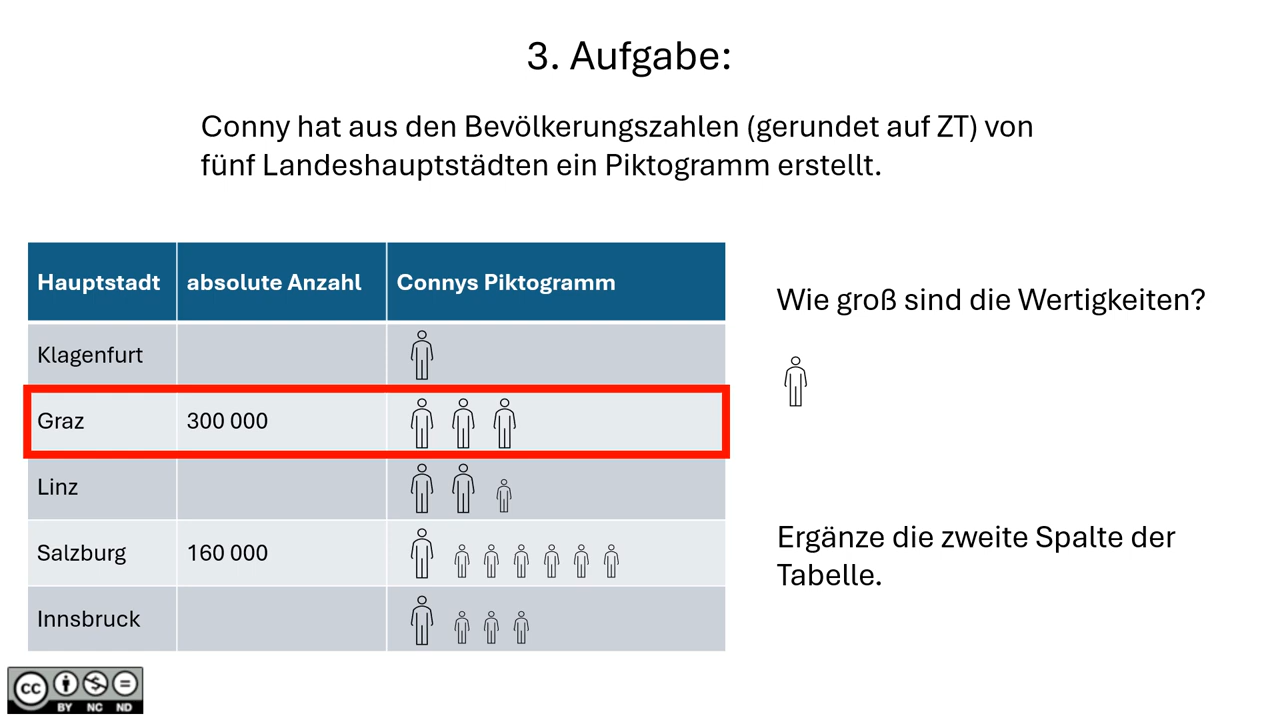 3. Aufgabe:
Conny hat aus den Bevölkerungszahlen (gerundet auf ZT) von
fünf Landeshauptstädten ein Piktogramm erstellt.
Hauptstadt absolute Anzahl Connys Piktogramm
Klagenfurt
Graz 300 000
Linz
Salzburg 160 000
Innsbruck
Wie groß sind die Wertigkeiten?
Ergänze die zweite Spalte der
Tabelle.
cc BY NC ND